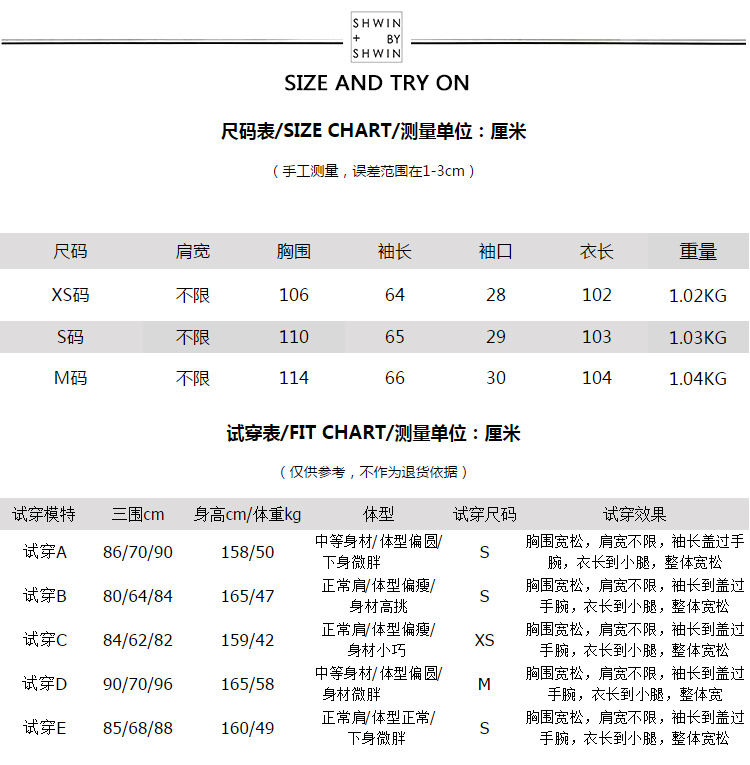 SHWIN
+ BY
SHWIN
SIZE AND TRY ON
尺码表/SIZE CHART/测量单位：厘米
（手工测量，误差范围在1-3cm）
尺码 肩宽 胸围 袖长 袖口 衣长 重量
XS码 不限 106 64 28 102 1.02KG
S码 不限 110 65 29 103 1.03KG
M码 不限 114 66 30 104 1.04KG
试穿表/FIT CHART/测量单位：厘米
（仅供参考，不作为退货依据）
试穿模特 三围cm 身高cm/体重kg 体型 试穿尺码 试穿效果
试穿A 86/70/90 158/50 中等身材/体型偏圆/ S 胸围宽松，肩宽不限，袖长盖过手
下身微胖 腕，衣长到小腿，整体宽松
试穿B 80/64/84 165/47 正常肩/体型偏瘦/ S 胸围宽松，肩宽不限，袖长到盖过
身材高挑 手腕，衣长到小腿，整体宽松
试穿C 84/62/82 159/42 正常肩/体型偏瘦/ XS 胸围宽松，肩宽不限，袖长到盖过
身材小巧 手腕，衣长到小腿，整体宽松
试穿D 90/70/96 165/58 中等身材/体型偏圆/ M 胸围宽松，肩宽不限，袖长到盖过
身材微胖 手腕，衣长到小腿，整体宽
试穿E 85/68/88 160/49 正常肩/体型正常/ S 胸围宽松，肩宽不限，袖长到盖过
下身微胖 手腕，衣长到小腿，整体宽松